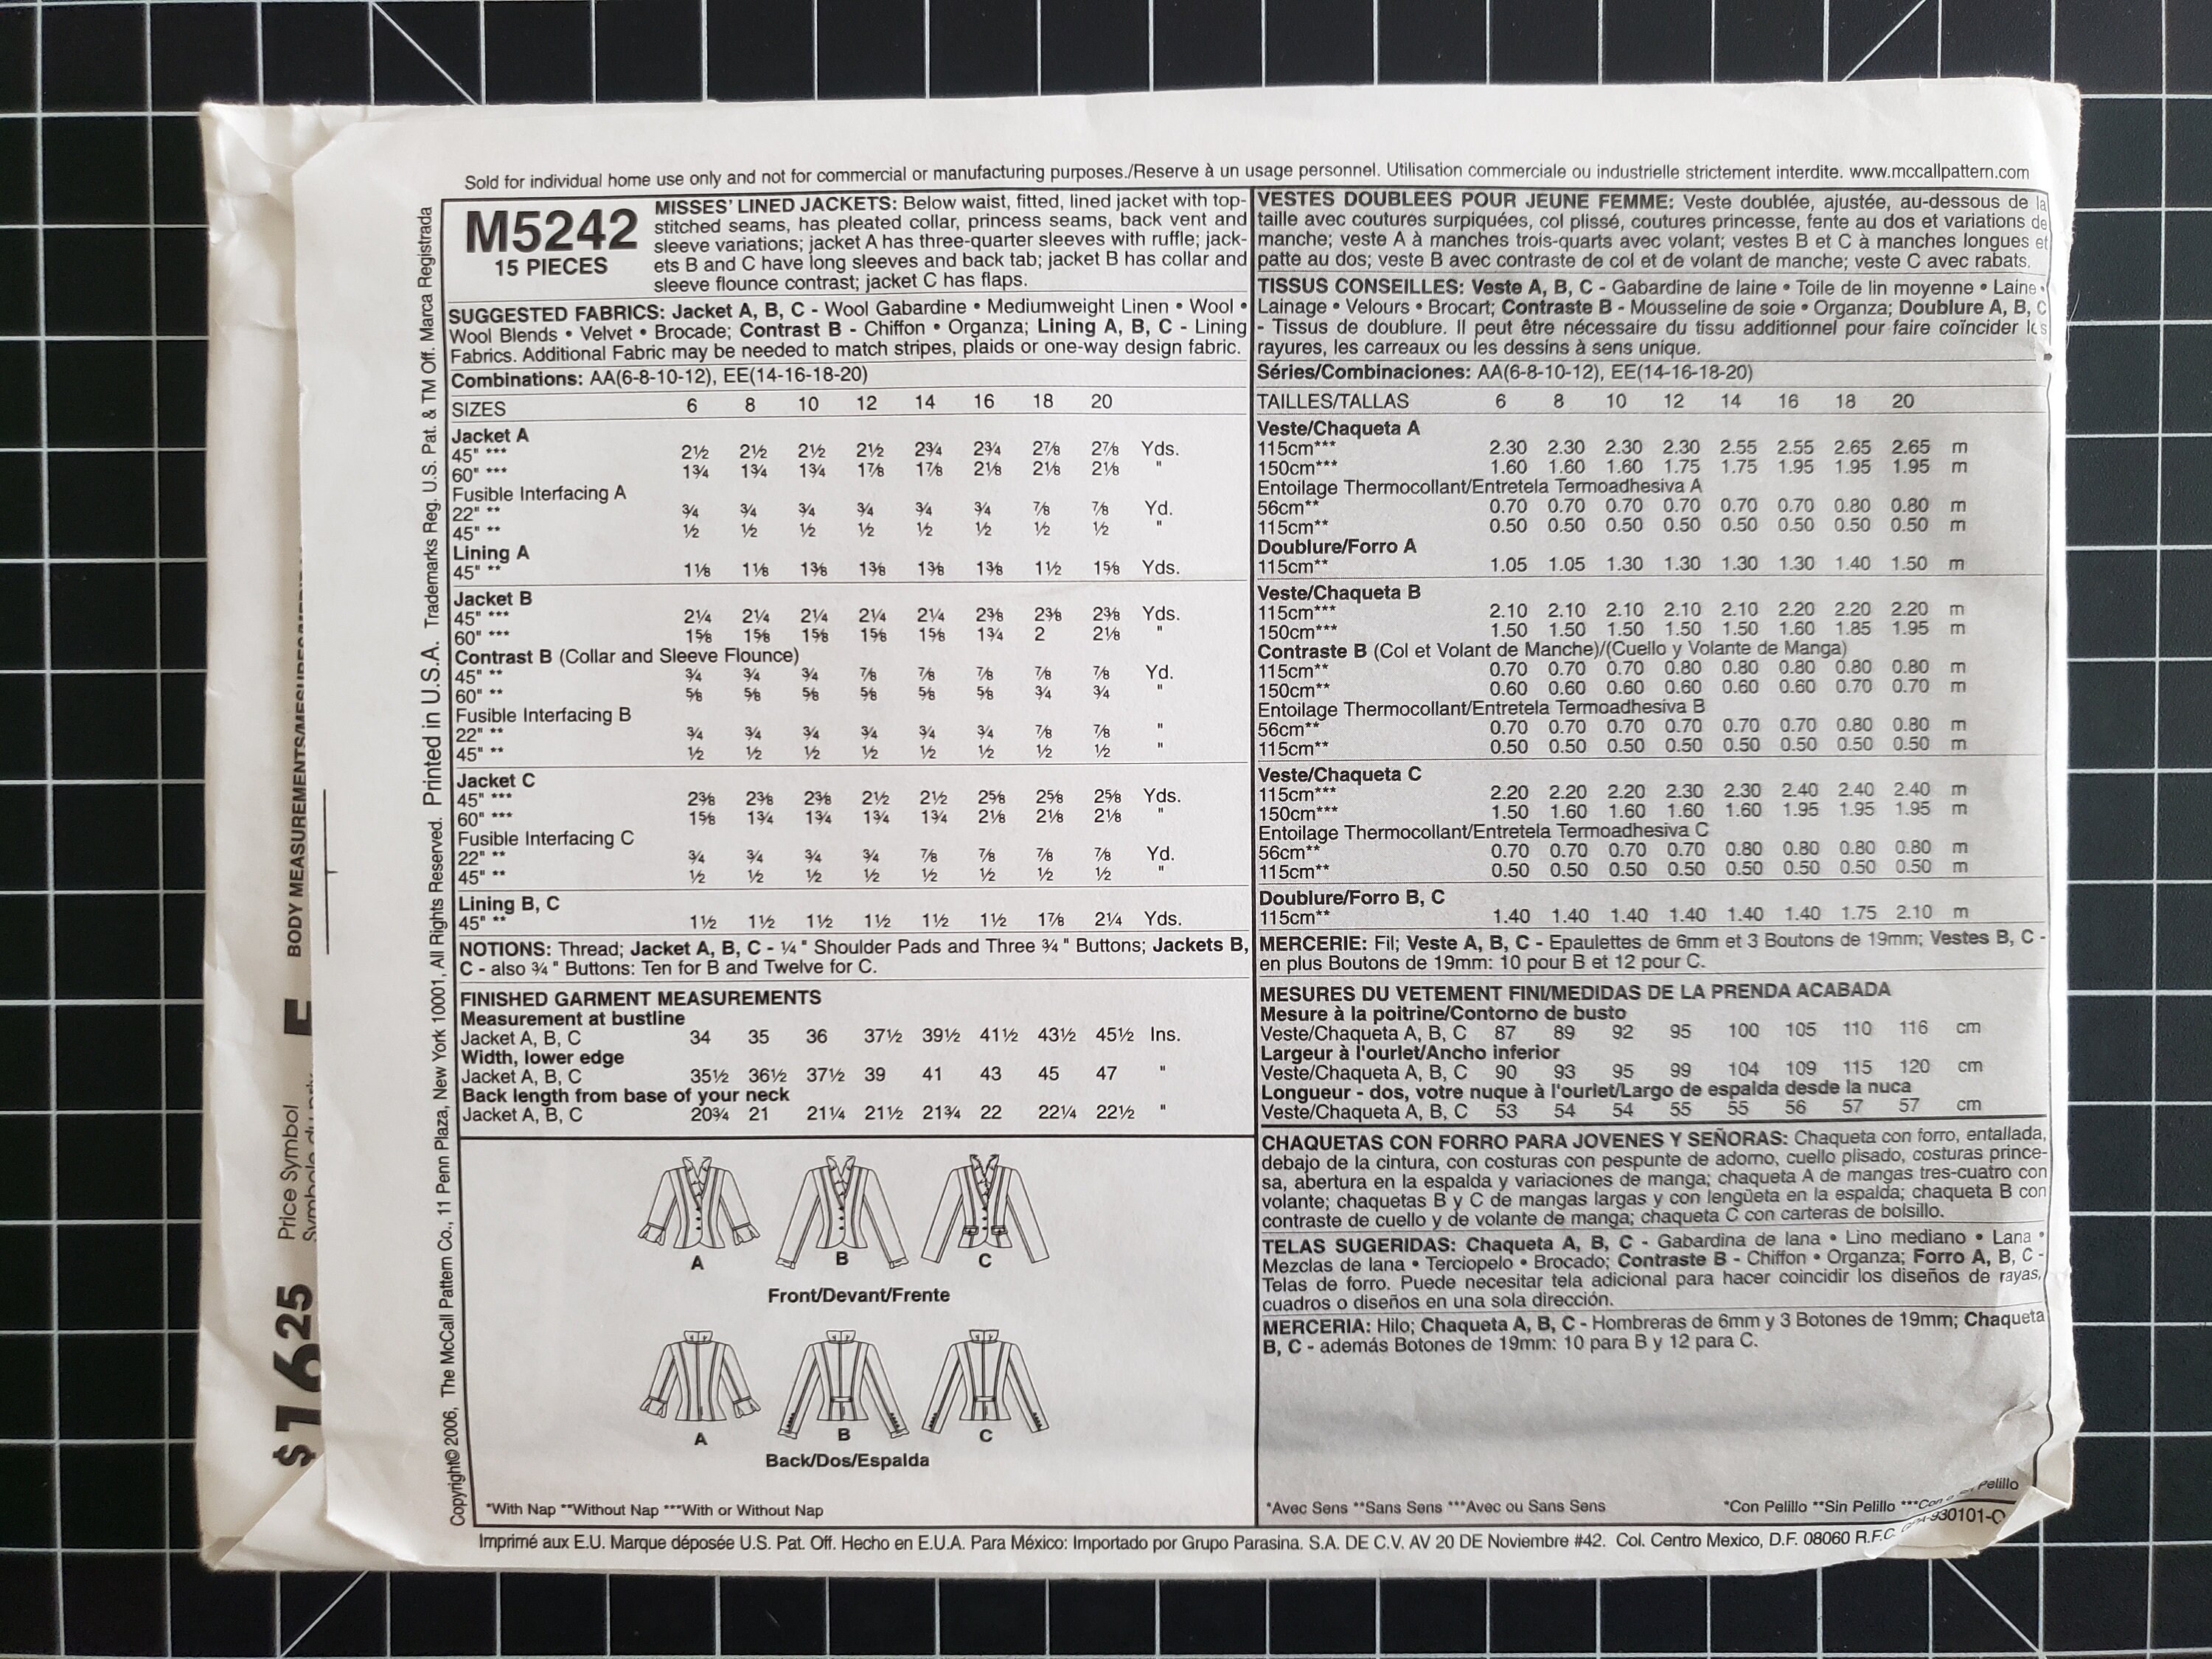 Sold for individual home use only and not for commercial or manufacturing purposes./Reserve à un usage personnel. Utilisation commerciale ou industrielle strictement interdite. www.mccallpattern.com
M5242
15 PIECES
MISSES' LINED JACKETS: Below waist, fitted, lined jacket with top-
stitched seams, has pleated collar, princess seams, back vent and
sleeve variations; jacket A has three-quarter sleeves with ruffle; jack-
ets B and C have long sleeves and back tab; jacket B has collar and
sleeve flounce contrast; jacket C has flaps.
SUGGESTED FABRICS: Jacket A, B, C - Wool Gabardine • Mediumweight Linen • Wool •
Wool Blends • Velvet • Brocade; Contrast B - Chiffon • Organza; Lining A, B, C - Lining
Fabrics. Additional Fabric may be needed to match stripes, plaids or one-way design fabric.
Combinations: AA(6-8-10-12), EE(14-16-18-20)
SIZES 6 8 10 12 14 16 18 20
Jacket A
45" *** 2½ 2½ 2½ 2½ 2¾ 2¾ 2⅞ 2⅞ Yds.
60" *** 1¾ 1¾ 1¾ 1⅞ 1⅞ 2⅛ 2⅛ 2⅛ "
Fusible Interfacing A
22" ** ¾ ¾ ¾ ¾ ¾ ¾ ⅞ ⅞ Yd.
45" ** ½ ½ ½ ½ ½ ½ ½ ½ "
Lining A
45" ** 1⅛ 1⅛ 1⅜ 1⅜ 1⅜ 1⅜ 1½ 1⅝ Yds.
Jacket B
45" *** 2¼ 2¼ 2¼ 2¼ 2¼ 2⅜ 2⅜ 2⅜ Yds.
60" *** 1⅝ 1⅝ 1⅝ 1⅝ 1⅝ 1¾ 2 2⅛ "
Contrast B (Collar and Sleeve Flounce)
45" ** ¾ ¾ ¾ ⅞ ⅞ ⅞ ⅞ ⅞ Yd.
60" ** ⅝ ⅝ ⅝ ⅝ ⅝ ⅝ ¾ ¾ "
Fusible Interfacing B
22" ** ¾ ¾ ¾ ¾ ¾ ¾ ⅞ ⅞ "
45" ** ½ ½ ½ ½ ½ ½ ½ ½ "
Jacket C
45" *** 2⅜ 2⅜ 2⅜ 2½ 2½ 2⅝ 2⅝ 2⅝ Yds.
60" *** 1⅝ 1¾ 1¾ 1¾ 1¾ 2⅛ 2⅛ 2⅛ "
Fusible Interfacing C
22" ** ¾ ¾ ¾ ¾ ⅞ ⅞ ⅞ ⅞ Yd.
45" ** ½ ½ ½ ½ ½ ½ ½ ½ "
Lining B, C
45" ** 1½ 1½ 1½ 1½ 1½ 1½ 1⅞ 2¼ Yds.
NOTIONS: Thread; Jacket A, B, C - ¼ " Shoulder Pads and Three ¾ " Buttons; Jackets B,
C - also ¾ " Buttons: Ten for B and Twelve for C.
FINISHED GARMENT MEASUREMENTS
Measurement at bustline
Jacket A, B, C 34 35 36 37½ 39½ 41½ 43½ 45½ Ins.
Width, lower edge
Jacket A, B, C 35½ 36½ 37½ 39 41 43 45 47 "
Back length from base of your neck
Jacket A, B, C 20¾ 21 21¼ 21½ 21¾ 22 22¼ 22½ "
A B C
Front/Devant/Frente
A B C
Back/Dos/Espalda
*With Nap **Without Nap ***With or Without Nap
VESTES DOUBLEES POUR JEUNE FEMME: Veste doublée, ajustée, au-dessous de la
taille avec coutures surpiquées, col plissé, coutures princesse, fente au dos et variations de
manche; veste A à manches trois-quarts avec volant; vestes B et C à manches longues et
patte au dos; veste B avec contraste de col et de volant de manche; veste C avec rabats.
TISSUS CONSEILLES: Veste A, B, C - Gabardine de laine • Toile de lin moyenne • Laine •
Lainage • Velours • Brocart; Contraste B - Mousseline de soie • Organza; Doublure A, B, C
- Tissus de doublure. Il peut être nécessaire du tissu additionnel pour faire coïncider les
rayures, les carreaux ou les dessins à sens unique.
Séries/Combinaciones: AA(6-8-10-12), EE(14-16-18-20)
TAILLES/TALLAS 6 8 10 12 14 16 18 20
Veste/Chaqueta A
115cm*** 2.30 2.30 2.30 2.30 2.55 2.55 2.65 2.65 m
150cm*** 1.60 1.60 1.60 1.75 1.75 1.95 1.95 1.95 m
Entoilage Thermocollant/Entretela Termoadhesiva A
56cm** 0.70 0.70 0.70 0.70 0.70 0.70 0.80 0.80 m
115cm** 0.50 0.50 0.50 0.50 0.50 0.50 0.50 0.50 m
Doublure/Forro A
115cm** 1.05 1.05 1.30 1.30 1.30 1.30 1.40 1.50 m
Veste/Chaqueta B
115cm*** 2.10 2.10 2.10 2.10 2.10 2.20 2.20 2.20 m
150cm*** 1.50 1.50 1.50 1.50 1.50 1.60 1.85 1.95 m
Contraste B (Col et Volant de Manche)/(Cuello y Volante de Manga)
115cm** 0.70 0.70 0.70 0.80 0.80 0.80 0.80 0.80 m
150cm** 0.60 0.60 0.60 0.60 0.60 0.60 0.70 0.70 m
Entoilage Thermocollant/Entretela Termoadhesiva B
56cm** 0.70 0.70 0.70 0.70 0.70 0.70 0.80 0.80 m
115cm** 0.50 0.50 0.50 0.50 0.50 0.50 0.50 0.50 m
Veste/Chaqueta C
115cm*** 2.20 2.20 2.20 2.30 2.30 2.40 2.40 2.40 m
150cm*** 1.50 1.60 1.60 1.60 1.60 1.95 1.95 1.95 m
Entoilage Thermocollant/Entretela Termoadhesiva C
56cm** 0.70 0.70 0.70 0.70 0.80 0.80 0.80 0.80 m
115cm** 0.50 0.50 0.50 0.50 0.50 0.50 0.50 0.50 m
Doublure/Forro B, C
115cm** 1.40 1.40 1.40 1.40 1.40 1.40 1.75 2.10 m
MERCERIE: Fil; Veste A, B, C - Epaulettes de 6mm et 3 Boutons de 19mm; Vestes B, C -
en plus Boutons de 19mm: 10 pour B et 12 pour C.
MESURES DU VETEMENT FINI/MEDIDAS DE LA PRENDA ACABADA
Mesure à la poitrine/Contorno de busto
Veste/Chaqueta A, B, C 87 89 92 95 100 105 110 116 cm
Largeur à l'ourlet/Ancho inferior
Veste/Chaqueta A, B, C 90 93 95 99 104 109 115 120 cm
Longueur - dos, votre nuque à l'ourlet/Largo de espalda desde la nuca
Veste/Chaqueta A, B, C 53 54 54 55 55 56 57 57 cm
CHAQUETAS CON FORRO PARA JOVENES Y SEÑORAS: Chaqueta con forro, entallada,
debajo de la cintura, con costuras con pespunte de adorno, cuello plisado, costuras prince-
sa, abertura en la espalda y variaciones de manga; chaqueta A de mangas tres-cuatro con
volante; chaquetas B y C de mangas largas y con lengüeta en la espalda; chaqueta B con
contraste de cuello y de volante de manga; chaqueta C con carteras de bolsillo.
TELAS SUGERIDAS: Chaqueta A, B, C - Gabardina de lana • Lino mediano • Lana •
Mezclas de lana • Terciopelo • Brocado; Contraste B - Chiffon • Organza; Forro A, B, C -
Telas de forro. Puede necesitar tela adicional para hacer coincidir los diseños de rayas,
cuadros o diseños en una sola dirección.
MERCERIA: Hilo; Chaqueta A, B, C - Hombreras de 6mm y 3 Botones de 19mm; Chaqueta
B, C - además Botones de 19mm: 10 para B y 12 para C.
*Avec Sens **Sans Sens ***Avec ou Sans Sens
*Con Pelillo **Sin Pelillo ***Con o Pelillo
Imprimé aux E.U. Marque déposée U.S. Pat. Off. Hecho en E.U.A. Para México: Importado por Grupo Parasina. S.A. DE C.V. AV 20 DE Noviembre #42. Col. Centro Mexico, D.F. 08060 R.F.C.
Copyright© 2006, The McCall Pattern Co., 11 Penn Plaza, New York 10001, All Rights Reserved. Printed in U.S.A. Trademarks Reg. U.S. Pat. & TM Off. Marca Registrada
BODY MEASUREMENTS
Price Symbol
$1625